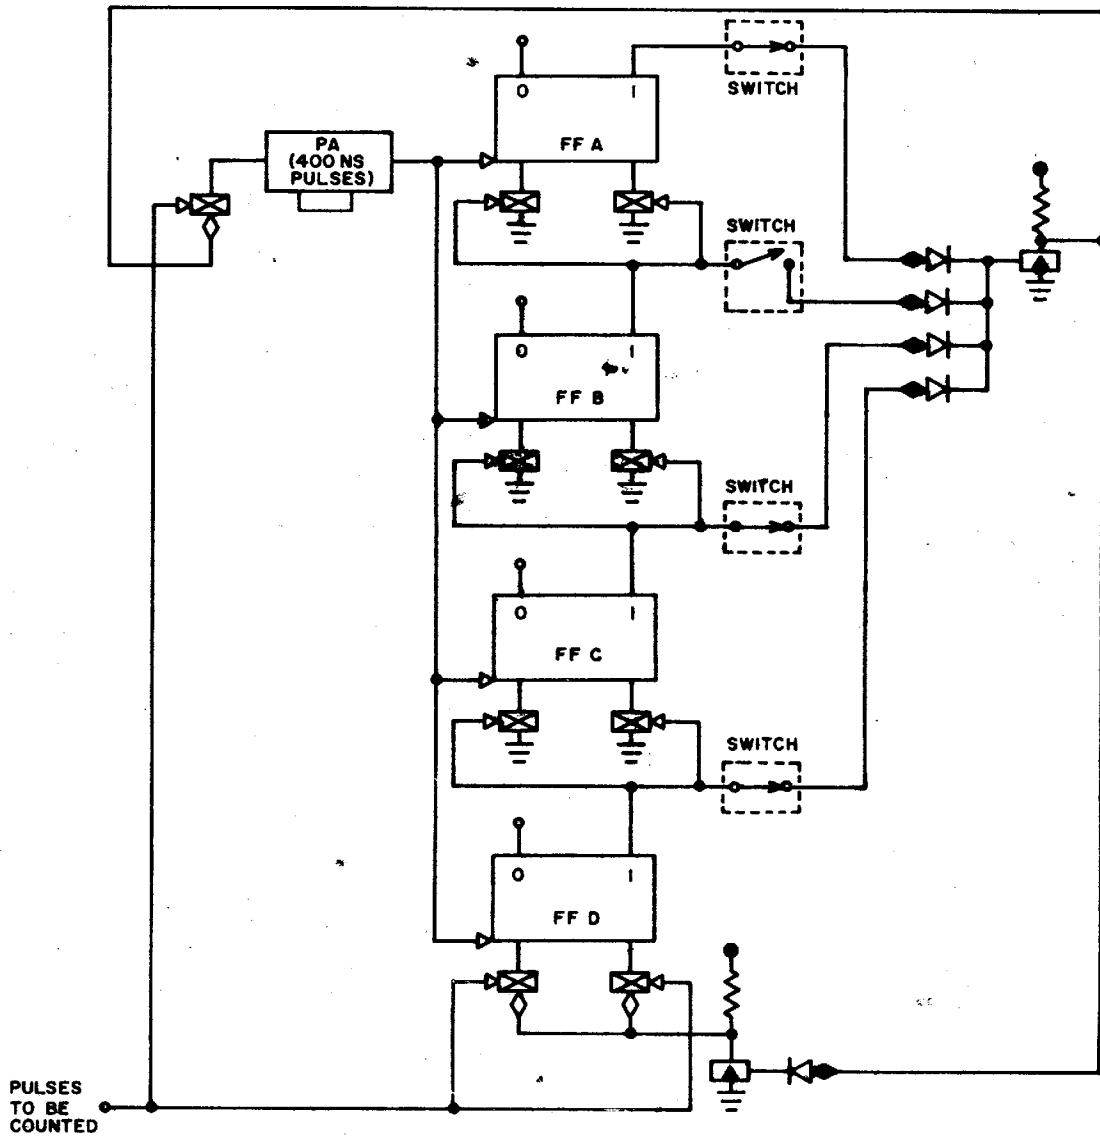 SWITCH
0 1
FF A
PA
(400 NS
PULSES)
SWITCH
0 1
FF B
SWITCH
0 1
FF C
SWITCH
0 1
FF D
PULSES
TO BE
COUNTED